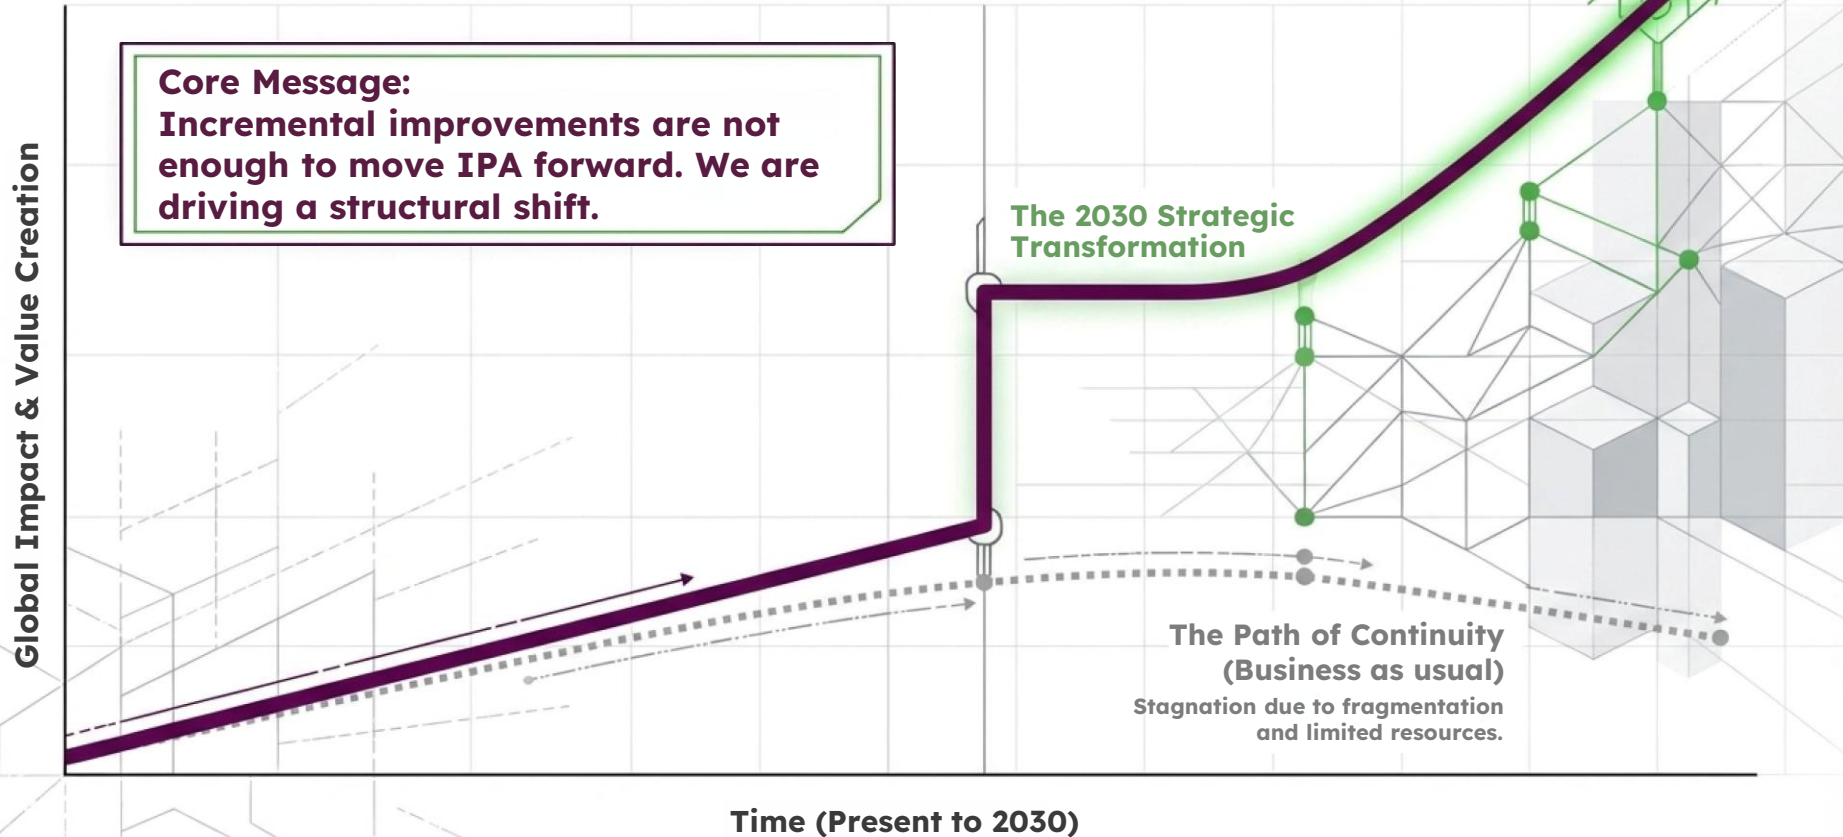 Core Message:
Incremental improvements are not
enough to move IPA forward. We are
driving a structural shift.
Global Impact & Value Creation
The 2030 Strategic
Transformation
The Path of Continuity
(Business as usual)
Stagnation due to fragmentation
and limited resources.
Time (Present to 2030)